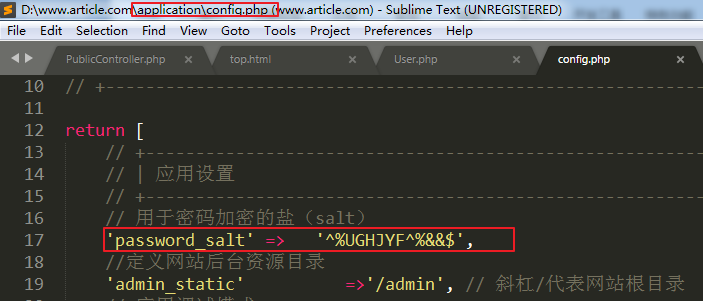 D:\www.article.com\application\config.php (www.article.com) - Sublime Text (UNREGISTERED)
File Edit Selection Find View Goto Tools Project Preferences Help
PublicController.php × top.html × User.php × config.php ×
10 // +-----------------------------------------------------------
11
12 return [
13 // +-------------------------------------------------------
14 // | 应用设置
15 // +-------------------------------------------------------
16 // 用于密码加密的盐（salt）
17 'password_salt' => '^%UGHJYF^%&&$',
18 //定义网站后台资源目录
19 'admin_static' =>'/admin', // 斜杠/代表网站根目录